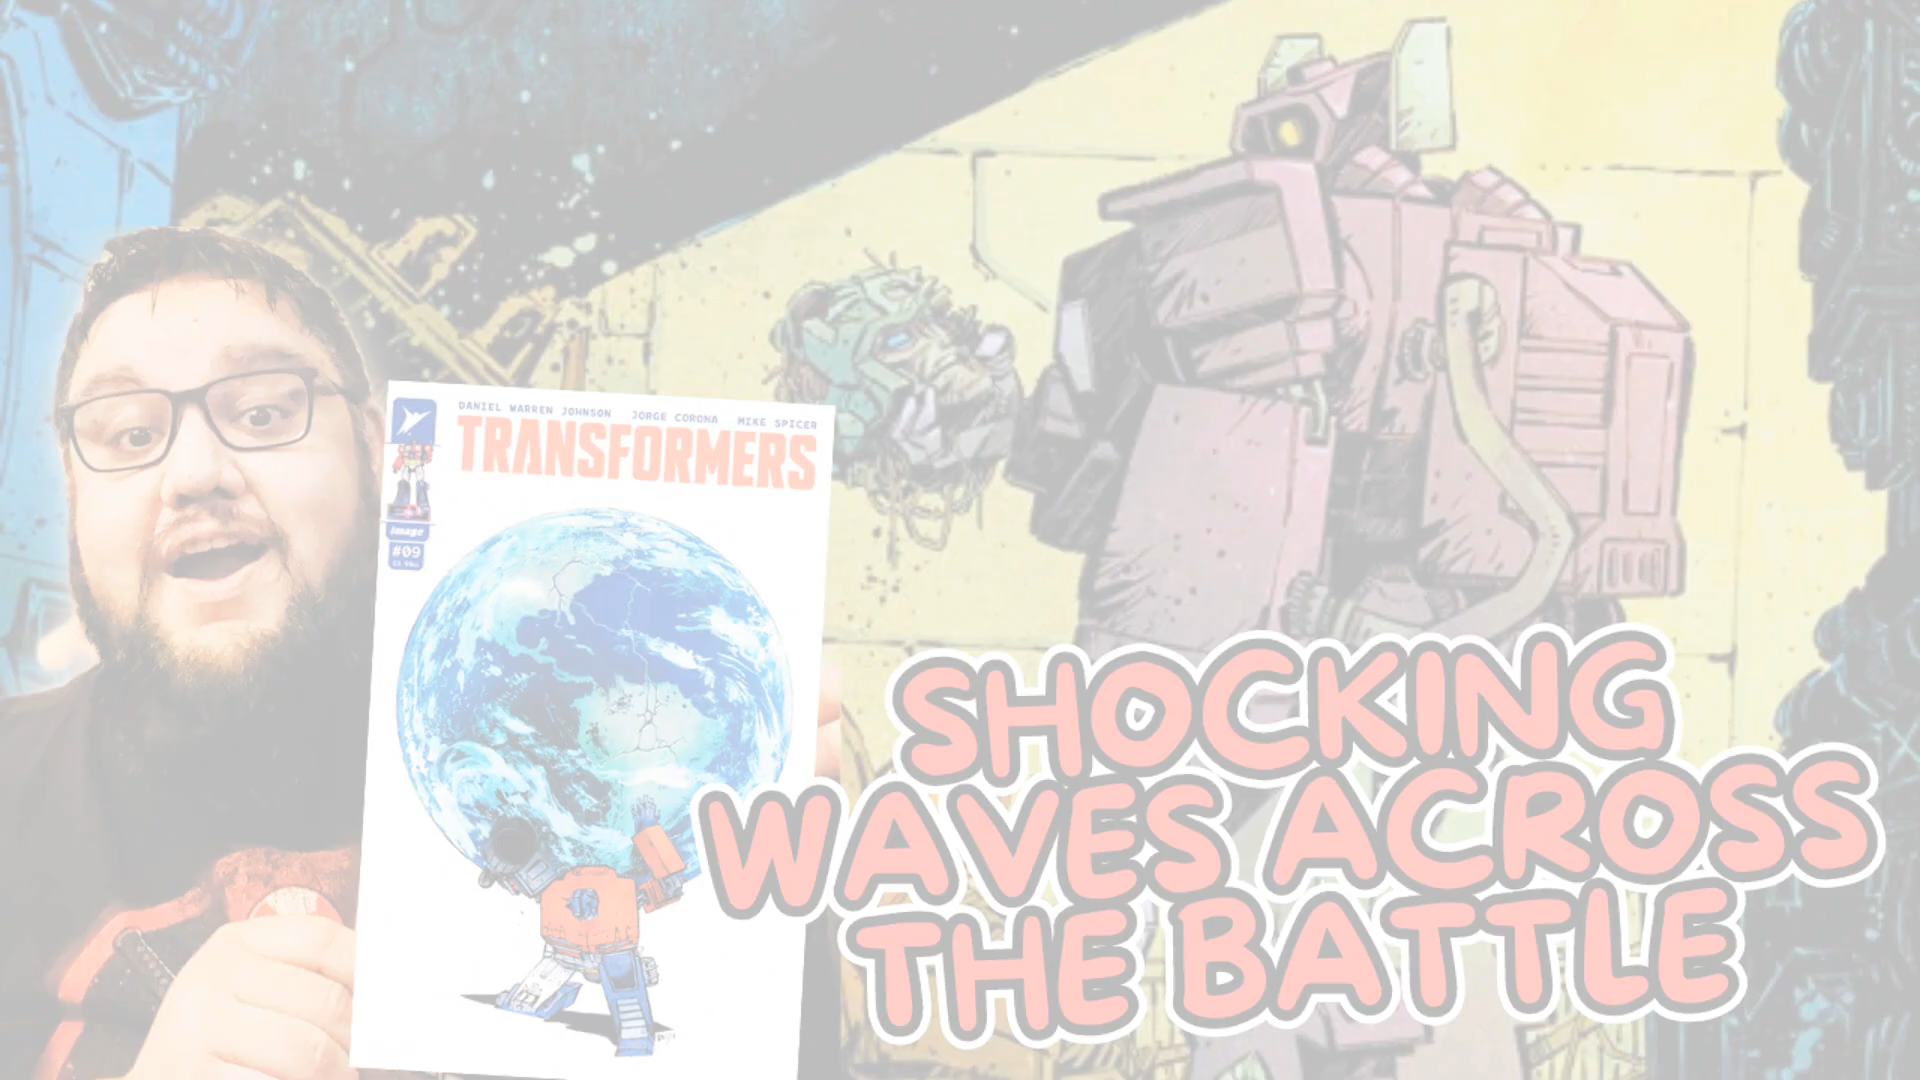 DANIEL WARREN JOHNSON JORGE CORONA MIKE SPICER
TRANSFORMERS
image
#09
SHOCKING
WAVES ACROSS
THE BATTLE